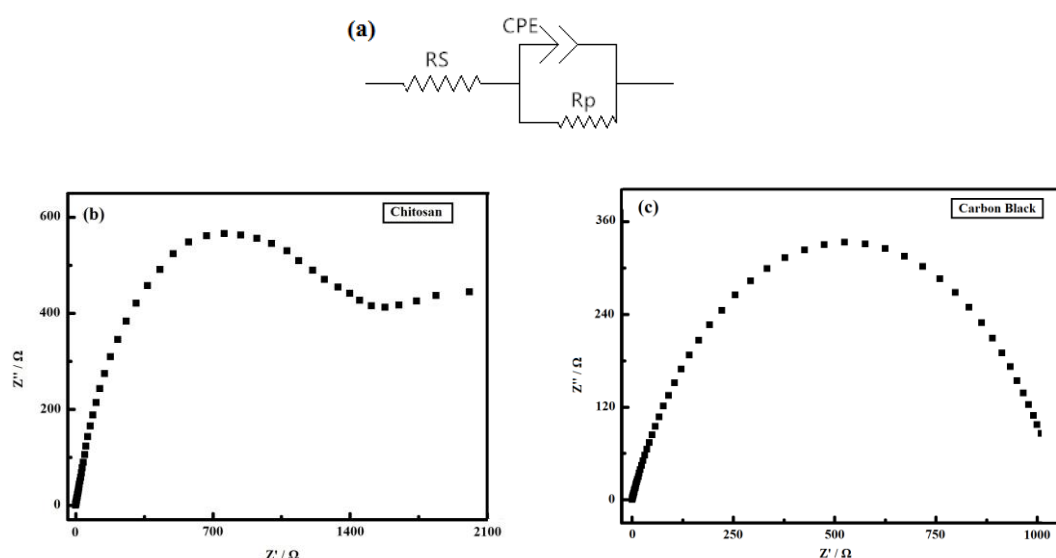 (a)
CPE
RS
Rp
(b)
Chitosan
600
400
200
0
Z'' / Ω
0
700
1400
2100
Z' / Ω
(c)
Carbon Black
360
240
120
0
Z'' / Ω
0
250
500
750
1000
Z' / Ω